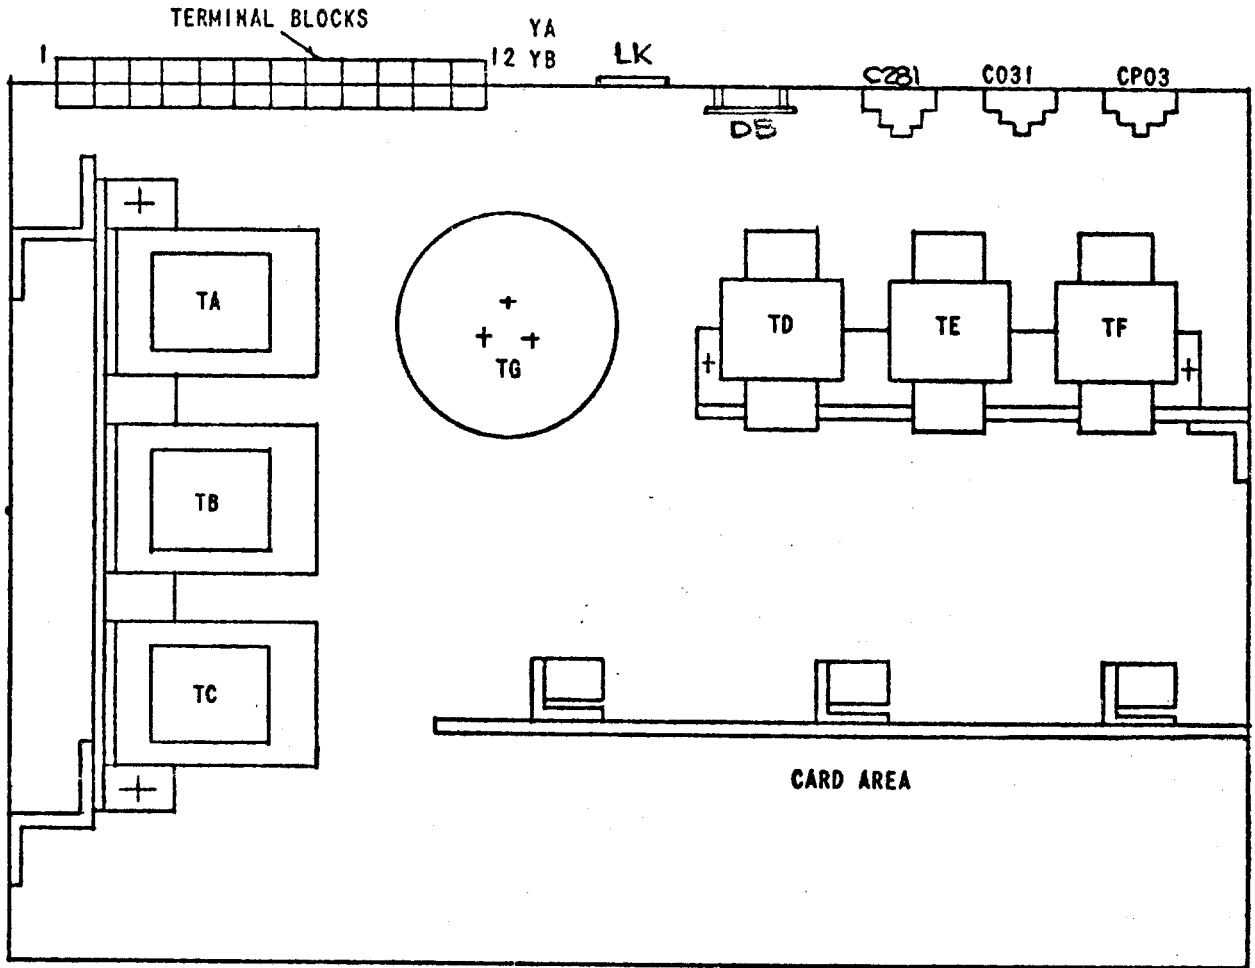 TERMINAL BLOCKS
1
12
YA
YB
LK
C281
C031
CP03
D5
TA
TG
TD
TE
TF
TB
TC
CARD AREA